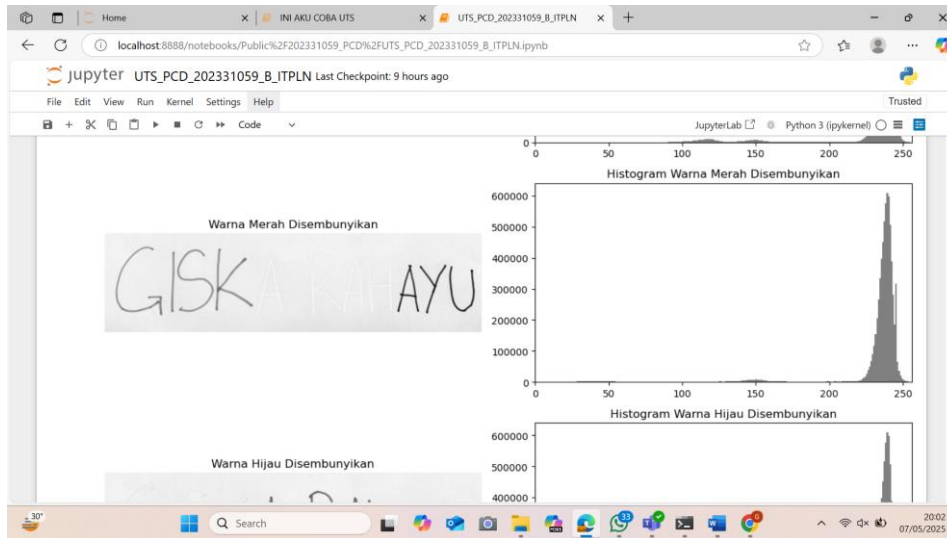 Home
INI AKU COBA UTS
UTS_PCD_202331059_B_ITPLN
localhost:8888/notebooks/Public%2F202331059_PCD%2FUTS_PCD_202331059_B_ITPLN.ipynb
jupyter UTS_PCD_202331059_B_ITPLN Last Checkpoint: 9 hours ago
File Edit View Run Kernel Settings Help Trusted
Code JupyterLab Python 3 (ipykernel)
0
0 50 100 150 200 250
Histogram Warna Merah Disembunyikan
600000
Warna Merah Disembunyikan
500000
400000
GISKA RAHAYU
300000
200000
100000
0
0 50 100 150 200 250
Histogram Warna Hijau Disembunyikan
600000
Warna Hijau Disembunyikan
500000
400000
30°
Search
33
20:02
07/05/2025